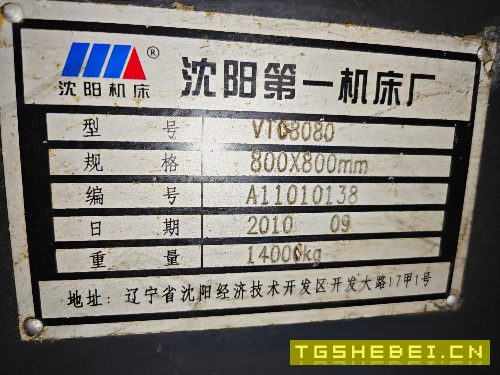 沈阳机床®
沈阳第一机床厂
型 号 VTC8080
规 格 800X800mm
编 号 A11010138
日 期 2010 09
重 量 14000kg
地址: 辽宁省沈阳经济技术开发区开发大路17甲1号
TGSHEBEI.CN